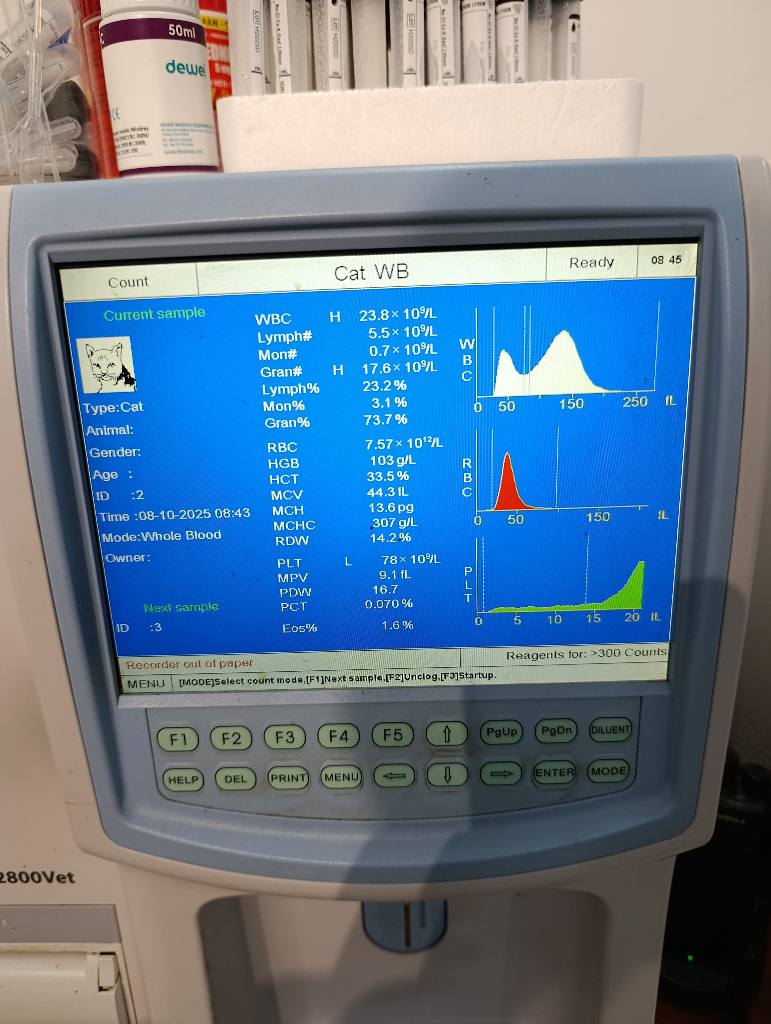 50ml
dewei
Count
Cat WB
Ready
08 45
Current sample
WBC H 23.8 × 10⁹/L
Lymph# 5.5 × 10⁹/L
Mon# 0.7 × 10⁹/L
Gran# H 17.6 × 10⁹/L
Lymph% 23.2 %
Mon% 3.1 %
Gran% 73.7 %
RBC 7.57 × 10¹²/L
HGB 103 g/L
HCT 33.5 %
MCV 44.3 fL
MCH 13.6 pg
MCHC 307 g/L
RDW 14.2 %
PLT L 78 × 10⁹/L
MPV 9.1 fL
PDW 16.7
PCT 0.070 %
Eos% 1.6 %
Type:Cat
Animal:
Gender:
Age :
ID :2
Time :08-10-2025 08:43
Mode:Whole Blood
Owner:
Next sample
ID :3
WBC
0 50 150 250 fL
RBC
0 50 150 fL
PLT
0 5 10 15 20 fL
Recorder out of paper
Reagents for: >300 Counts
MENU
[MODE]Select count mode,[F1]Next sample,[F2]Unclog,[F3]Startup.
F1 F2 F3 F4 F5 PgUp PgDn DILUENT
HELP DEL PRINT MENU ENTER MODE
2800Vet